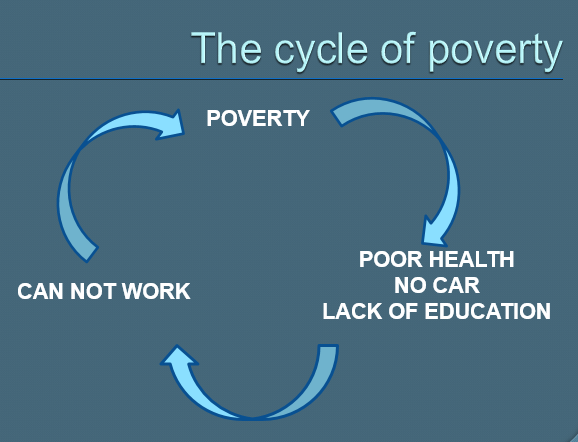 The cycle of poverty
POVERTY
POOR HEALTH
NO CAR
LACK OF EDUCATION
CAN NOT WORK